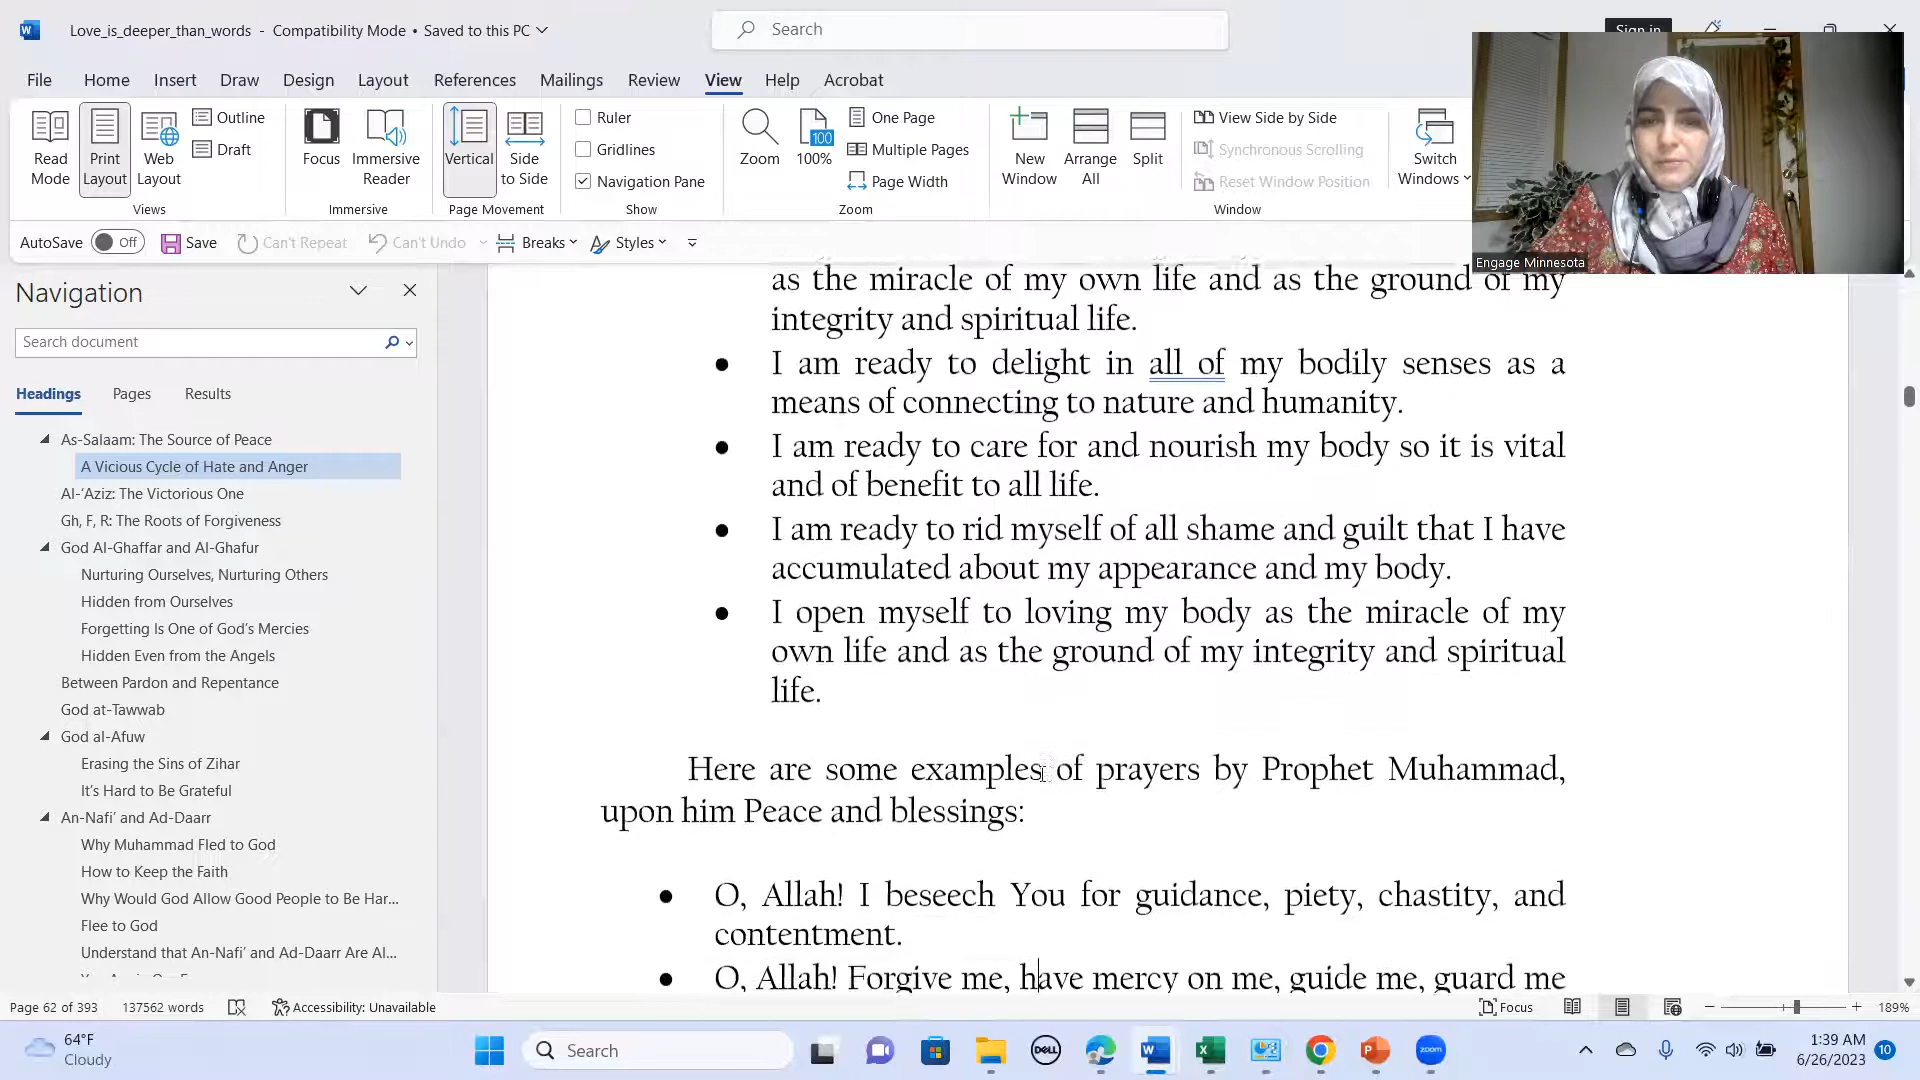 Love_is_deeper_than_words - Compatibility Mode • Saved to this PC
Search
Sign in
File Home Insert Draw Design Layout References Mailings Review View Help Acrobat
Read Mode
Print Layout
Web Layout
Outline
Draft
Views
Focus
Immersive Reader
Immersive
Vertical
Side to Side
Page Movement
Ruler
Gridlines
Navigation Pane
Show
Zoom
100
100%
One Page
Multiple Pages
Page Width
Zoom
New Window
Arrange All
Split
View Side by Side
Synchronous Scrolling
Reset Window Position
Window
Switch Windows
Engage Minnesota
AutoSave Off Save Can't Repeat Can't Undo Breaks Styles
Navigation
Search document
Headings Pages Results
As-Salaam: The Source of Peace
A Vicious Cycle of Hate and Anger
Al-‘Aziz: The Victorious One
Gh, F, R: The Roots of Forgiveness
God Al-Ghaffar and Al-Ghafur
Nurturing Ourselves, Nurturing Others
Hidden from Ourselves
Forgetting Is One of God’s Mercies
Hidden Even from the Angels
Between Pardon and Repentance
God at-Tawwab
God al-Afuw
Erasing the Sins of Zihar
It’s Hard to Be Grateful
An-Nafi’ and Ad-Daarr
Why Muhammad Fled to God
How to Keep the Faith
Why Would God Allow Good People to Be Har...
Flee to God
Understand that An-Nafi’ and Ad-Daarr Are Al...
as the miracle of my own life and as the ground of my
integrity and spiritual life.
• I am ready to delight in all of my bodily senses as a
means of connecting to nature and humanity.
• I am ready to care for and nourish my body so it is vital
and of benefit to all life.
• I am ready to rid myself of all shame and guilt that I have
accumulated about my appearance and my body.
• I open myself to loving my body as the miracle of my
own life and as the ground of my integrity and spiritual
life.
Here are some examples of prayers by Prophet Muhammad,
upon him Peace and blessings:
• O, Allah! I beseech You for guidance, piety, chastity, and
contentment.
• O, Allah! Forgive me, have mercy on me, guide me, guard me
Page 62 of 393 137562 words Accessibility: Unavailable Focus 189%
64°F
Cloudy
Search
DELL
zoom
1:39 AM
6/26/2023
10